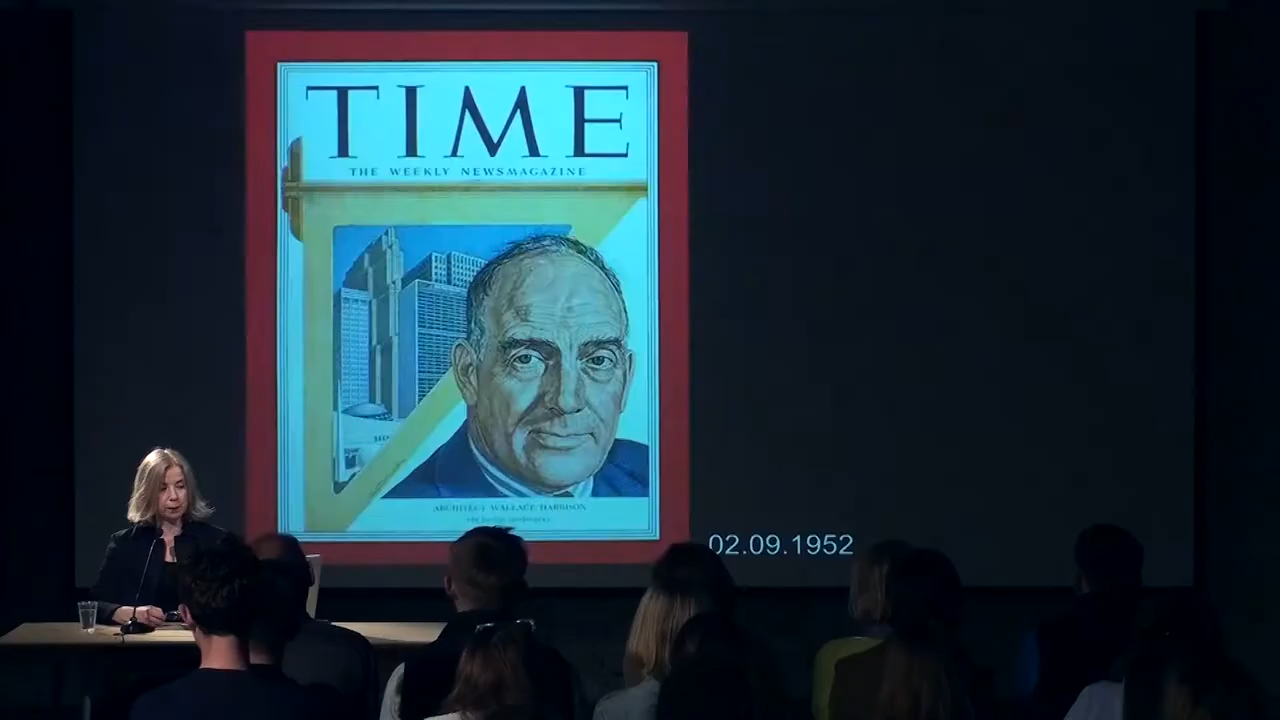 TIME
THE WEEKLY NEWSMAGAZINE
ARCHITECT WALLACE HARRISON
02.09.1952